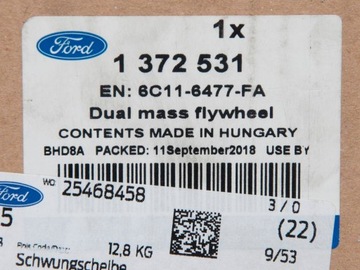 1x
Ford
1 372 531
EN: 6C11-6477-FA
Dual mass flywheel
CONTENTS MADE IN HUNGARY
BHD8A PACKED: 11September2018 USE BY
WO: 25468458
3 / 0
Ford
5
(22)
12,8 KG
9/53
Schwungscheibe